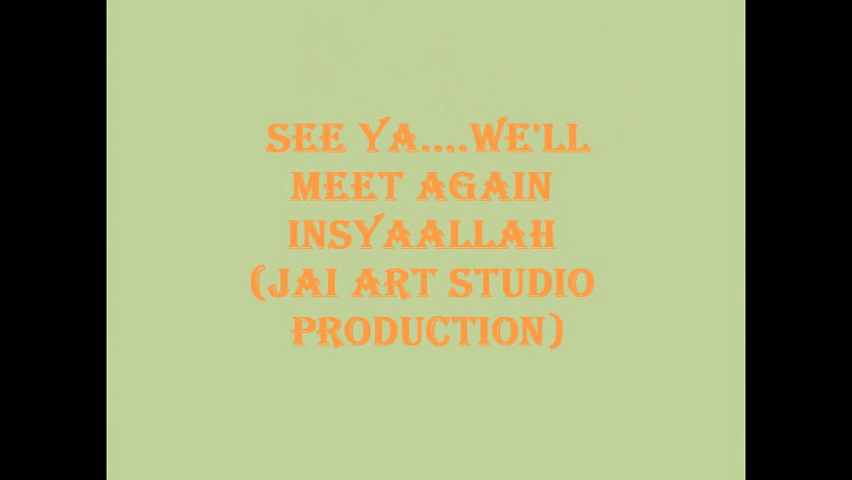 SEE YA....WE'LL
MEET AGAIN
INSYAALLAH
(JAI ART STUDIO
PRODUCTION)